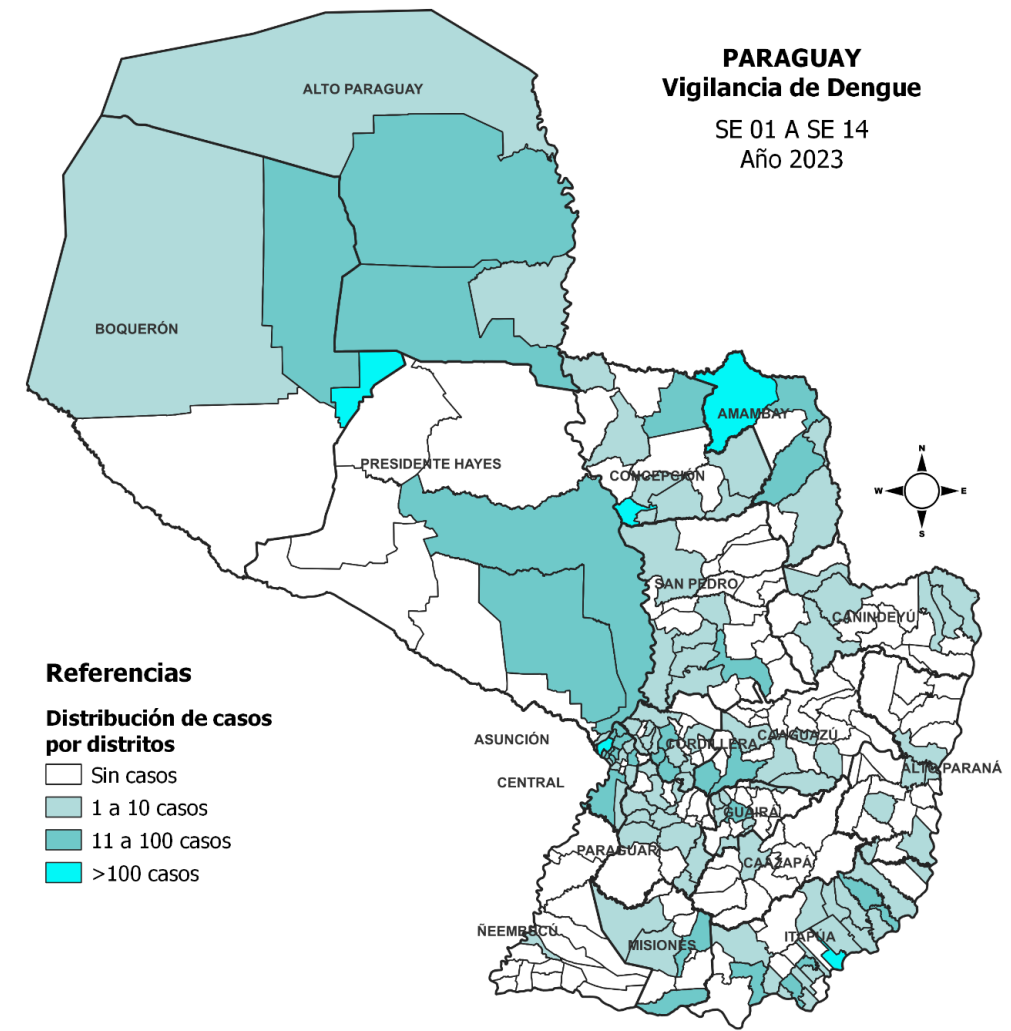 PARAGUAY
Vigilancia de Dengue
SE 01 A SE 14
Año 2023
ALTO PARAGUAY
BOQUERÓN
AMAMBAY
PRESIDENTE HAYES
CONCEPCIÓN
N
W
E
S
SAN PEDRO
CANINDEYÚ
Referencias
Distribución de casos
por distritos
Sin casos
1 a 10 casos
11 a 100 casos
>100 casos
ASUNCIÓN
CORDILLERA
CAAGUAZÚ
CENTRAL
ALTO PARANÁ
GUAIRÁ
PARAGUARÍ
CAAZAPÁ
ÑEEMBUCÚ
MISIONES
ITAPÚA